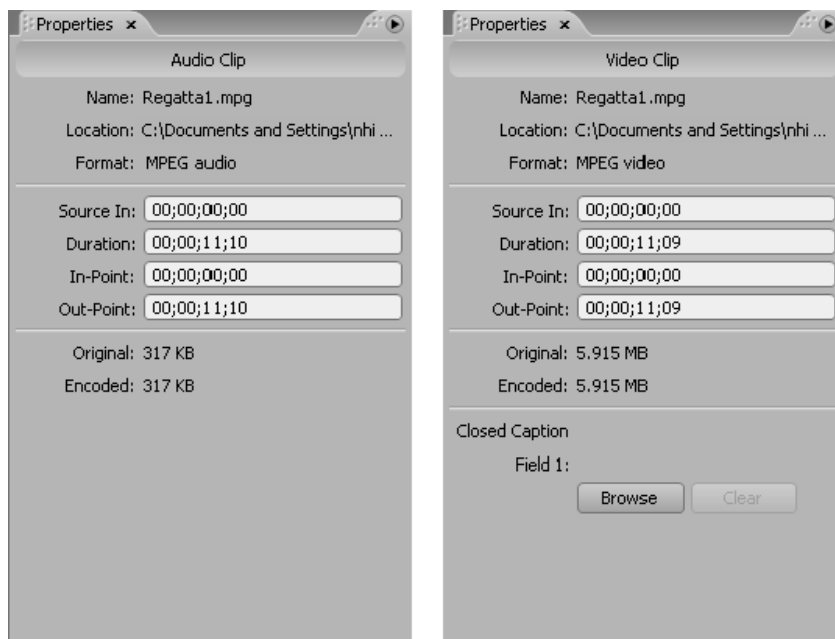 Properties ×
Audio Clip
Name: Regatta1.mpg
Location: C:\Documents and Settings\nhi ...
Format: MPEG audio
Source In: 00;00;00;00
Duration: 00;00;11;10
In-Point: 00;00;00;00
Out-Point: 00;00;11;10
Original: 317 KB
Encoded: 317 KB
Properties ×
Video Clip
Name: Regatta1.mpg
Location: C:\Documents and Settings\nhi ...
Format: MPEG video
Source In: 00;00;00;00
Duration: 00;00;11;09
In-Point: 00;00;00;00
Out-Point: 00;00;11;09
Original: 5.915 MB
Encoded: 5.915 MB
Closed Caption
Field 1:
Browse Clear